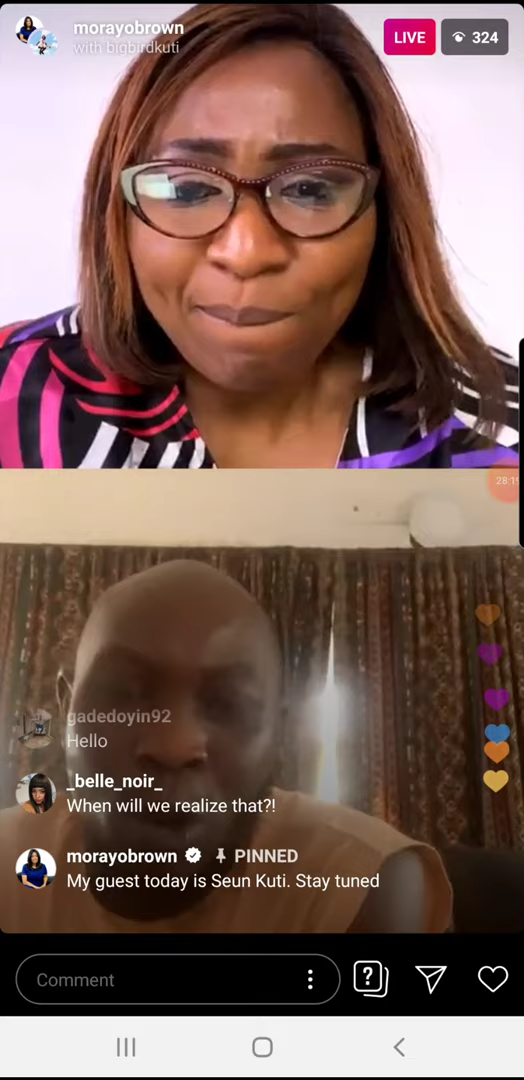 morayobrown
with bigbirdkuti
LIVE
324
28:19
gadedoyin92
Hello
_belle_noir_
When will we realize that?!
morayobrown PINNED
My guest today is Seun Kuti. Stay tuned
Comment